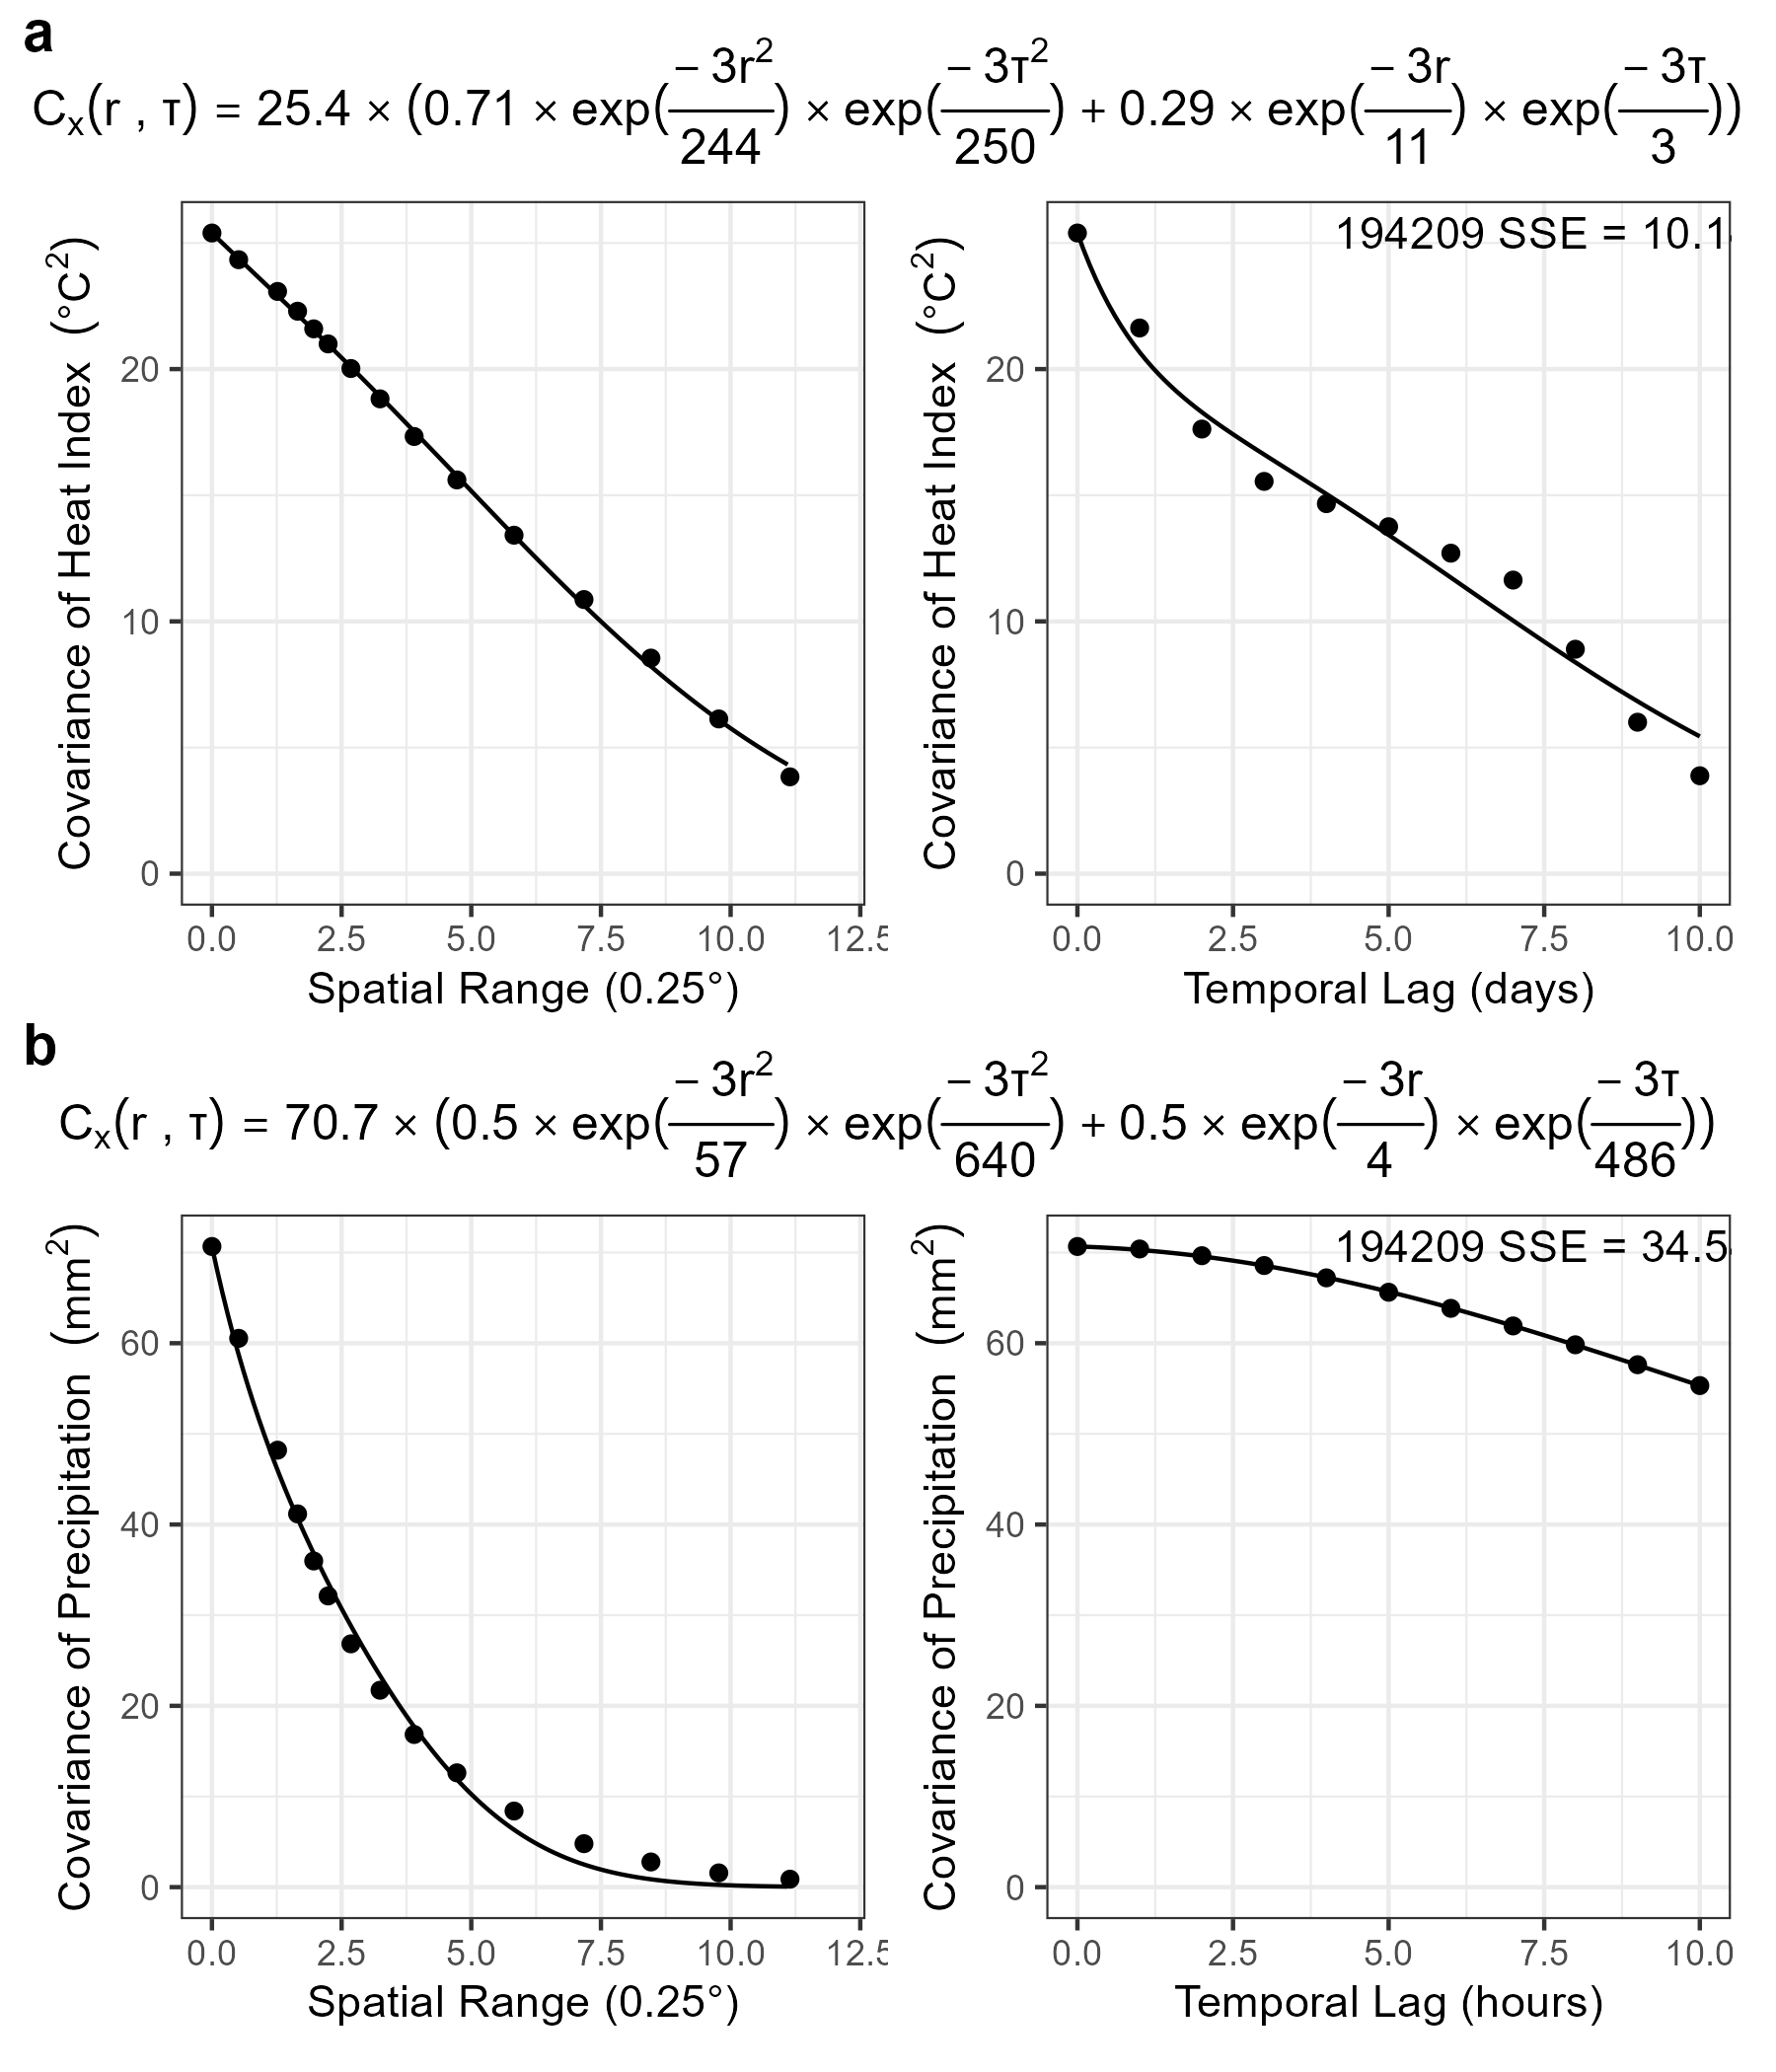 a
Cₓ(r , τ) = 25.4 × (0.71 × exp(−3r²/244) × exp(−3τ²/250) + 0.29 × exp(−3r/11) × exp(−3τ/3))
Covariance of Heat Index (°C²)
20
10
0
0.0 2.5 5.0 7.5 10.0 12.5
Spatial Range (0.25°)
194209 SSE = 10.1
Covariance of Heat Index (°C²)
20
10
0
0.0 2.5 5.0 7.5 10.0
Temporal Lag (days)
b
Cₓ(r , τ) = 70.7 × (0.5 × exp(−3r²/57) × exp(−3τ²/640) + 0.5 × exp(−3r/4) × exp(−3τ/486))
Covariance of Precipitation (mm²)
60
40
20
0
0.0 2.5 5.0 7.5 10.0 12.5
Spatial Range (0.25°)
194209 SSE = 34.5
Covariance of Precipitation (mm²)
60
40
20
0
0.0 2.5 5.0 7.5 10.0
Temporal Lag (hours)